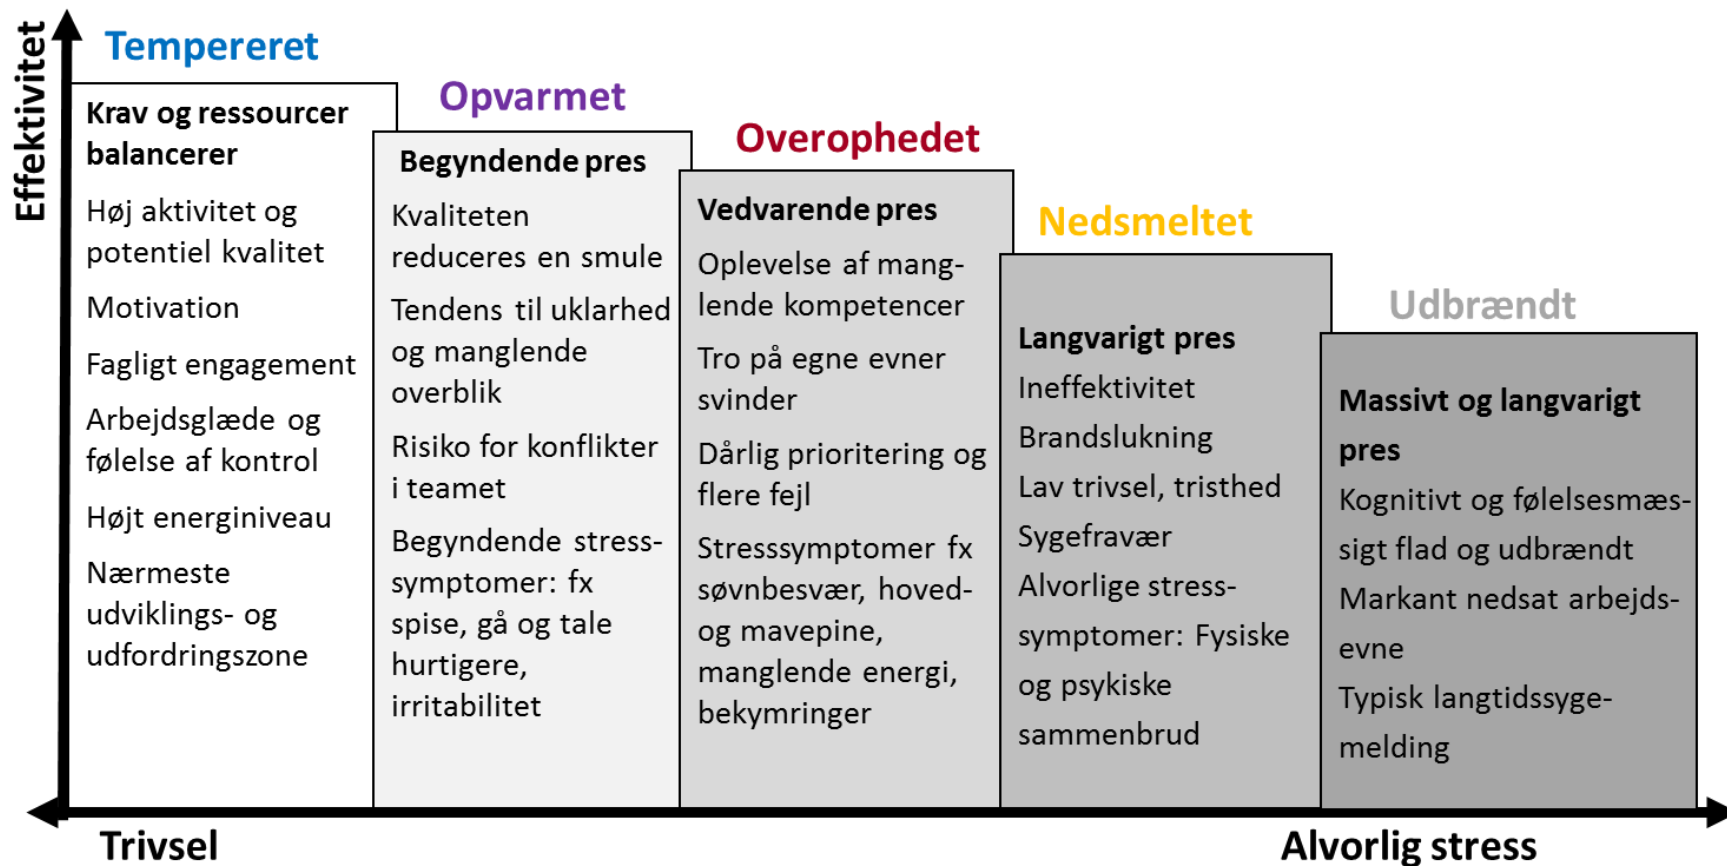 Effektivitet
Tempereret
Krav og ressourcer
balancerer
Høj aktivitet og
potentiel kvalitet
Motivation
Fagligt engagement
Arbejdsglæde og
følelse af kontrol
Højt energiniveau
Nærmeste
udviklings- og
udfordringszone
Opvarmet
Begyndende pres
Kvaliteten
reduceres en smule
Tendens til uklarhed
og manglende
overblik
Risiko for konflikter
i teamet
Begyndende stress-
symptomer: fx
spise, gå og tale
hurtigere,
irritabilitet
Overophedet
Vedvarende pres
Oplevelse af mang-
lende kompetencer
Tro på egne evner
svinder
Dårlig prioritering og
flere fejl
Stresssymptomer fx
søvnbesvær, hoved-
og mavepine,
manglende energi,
bekymringer
Nedsmeltet
Langvarigt pres
Ineffektivitet
Brandslukning
Lav trivsel, tristhed
Sygefravær
Alvorlige stress-
symptomer: Fysiske
og psykiske
sammenbrud
Udbrændt
Massivt og langvarigt
pres
Kognitivt og følelsesmæs-
sigt flad og udbrændt
Markant nedsat arbejds-
evne
Typisk langtidssyge-
melding
Trivsel
Alvorlig stress